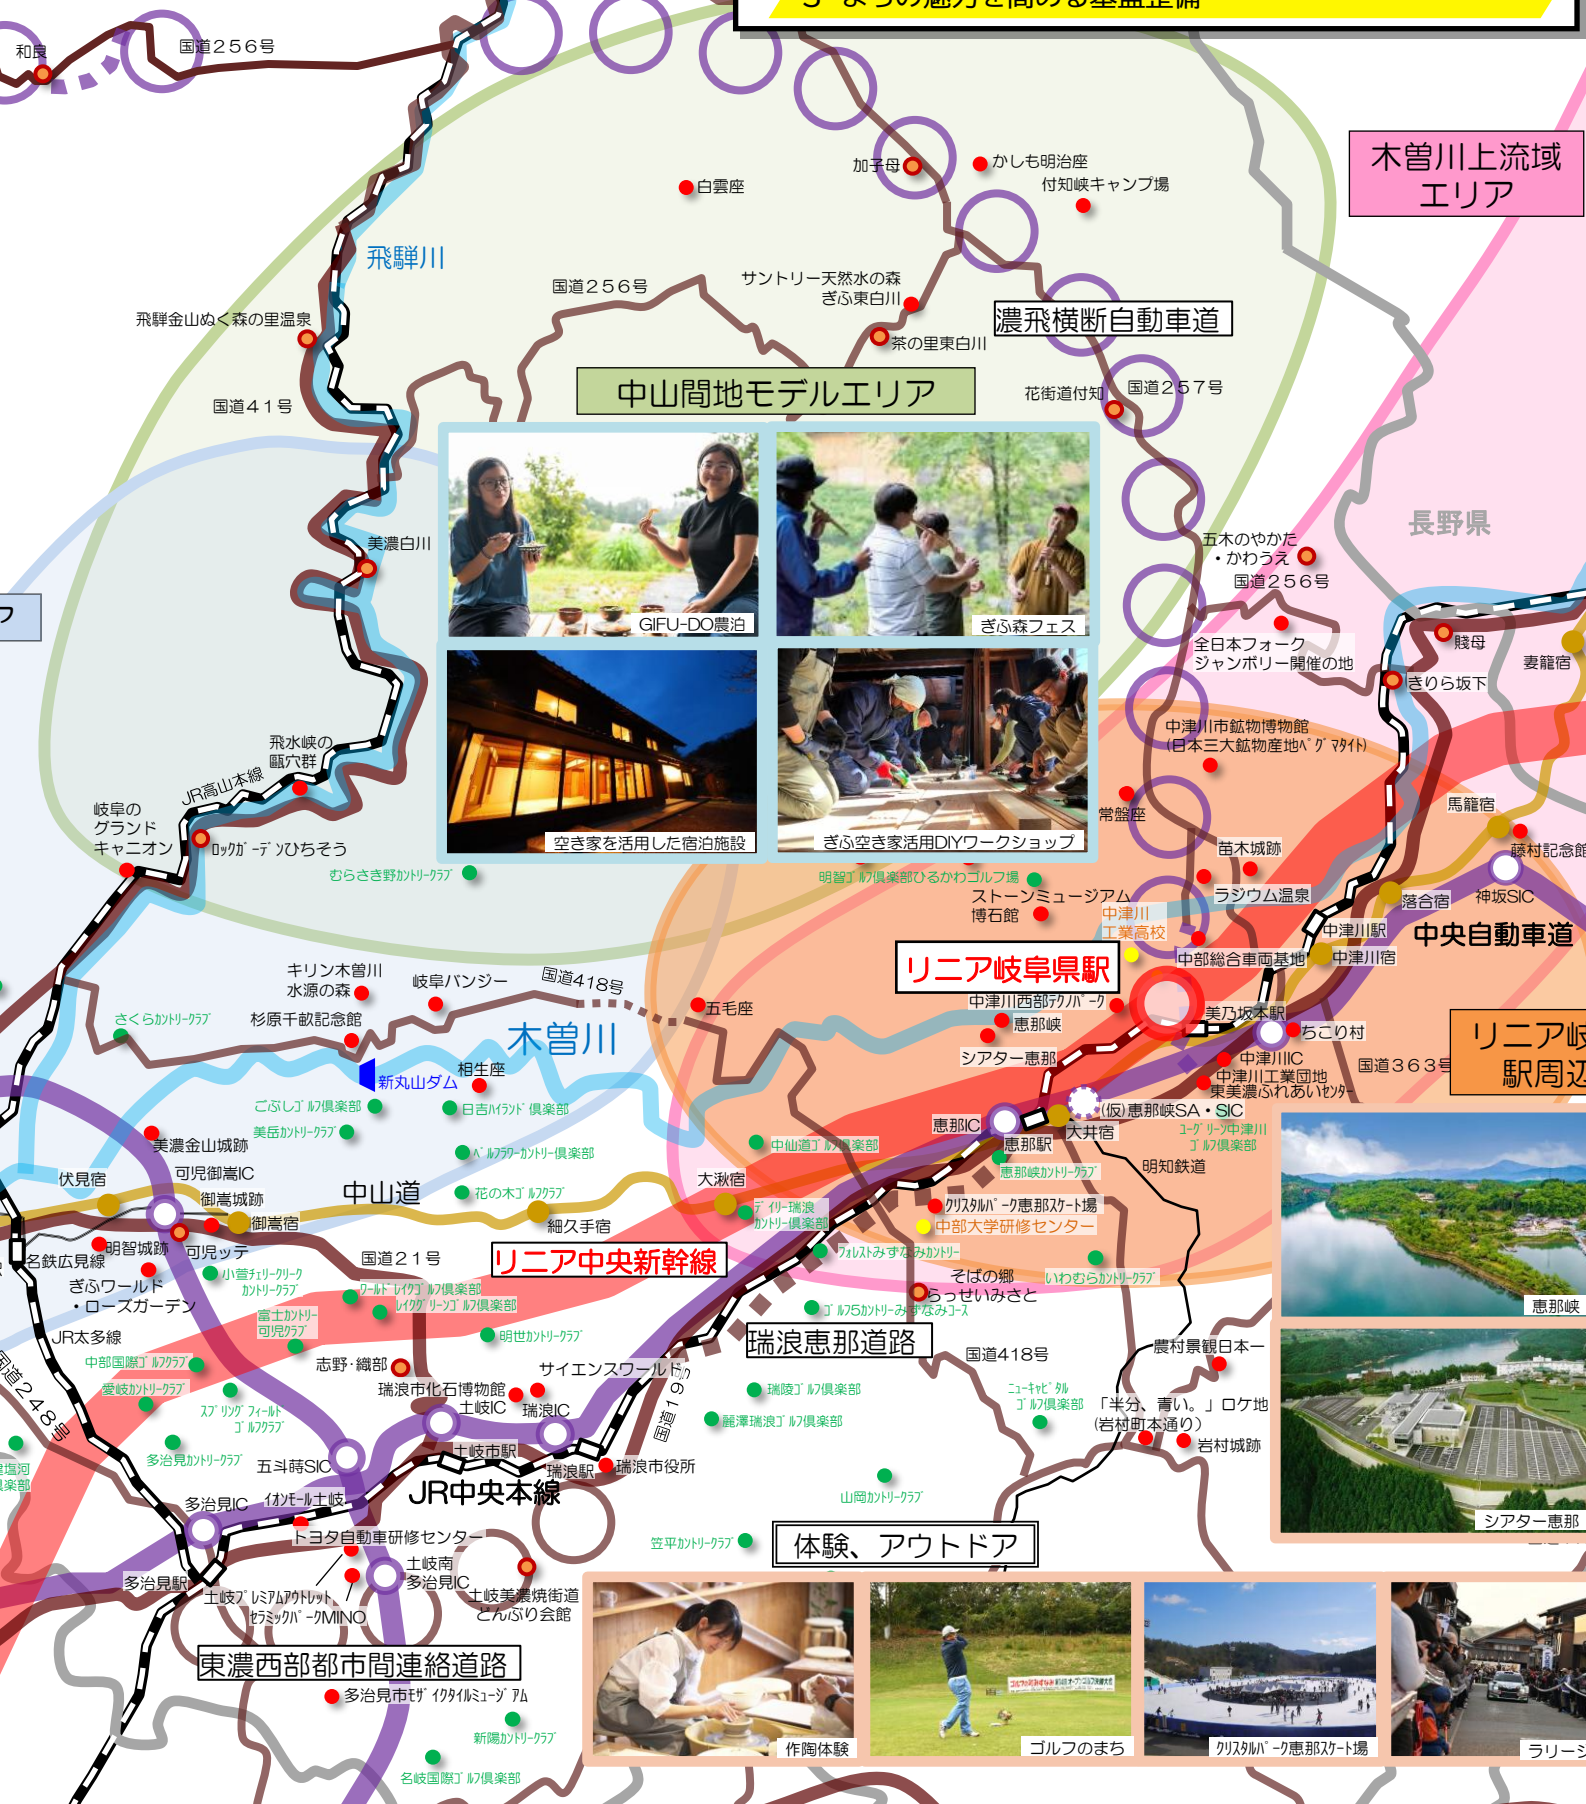 和良
国道256号
木曽川上流域
エリア
加子母
かしも明治座
付知峡キャンプ場
白雲座
飛騨川
国道256号
サントリー天然水の森
ぎふ東白川
濃飛横断自動車道
飛騨金山ぬく森の里温泉
茶の里東白川
国道41号
中山間地モデルエリア
花街道付知
国道257号
長野県
美濃白川
五木のやかた
・かわうえ
国道256号
GIFU-DO農泊
ぎふ森フェス
全日本フォーク
ジャンボリー開催の地
賤母
妻籠宿
きりら坂下
中津川市鉱物博物館
(日本三大鉱物産地ペグマタイト)
飛水峡の
甌穴群
JR高山本線
岐阜の
グランド
キャニオン
ロックガーデンひちそう
常盤座
馬籠宿
藤村記念館
空き家を活用した宿泊施設
ぎふ空き家活用DIYワークショップ
苗木城跡
むらさき野カントリークラブ
明智ゴルフ倶楽部ひるかわゴルフ場
ストーンミュージアム
博石館
ラジウム温泉
落合宿
神坂SIC
中津川
工業高校
中津川駅
中央自動車道
リニア岐阜県駅
中部総合車両基地
中津川宿
キリン木曽川
水源の森
岐阜バンジー
国道418号
五毛座
中津川西部テクノパーク
さくらカントリークラブ
杉原千畝記念館
木曽川
恵那峡
美乃坂本駅
ちこり村
シアター恵那
新丸山ダム
相生座
中津川IC
中津川工業団地
国道363号
東美濃ふれあいセンター
ごぶしゴルフ倶楽部
日吉ハイランド倶楽部
恵那IC
(仮)恵那峡SA・SIC
美岳カントリークラブ
美濃金山城跡
中仙道ゴルフ倶楽部
恵那駅
大井宿
ユーグリーン中津川
ゴルフ倶楽部
ベルフラワーカントリー倶楽部
恵那峡カントリークラブ
明知鉄道
伏見宿
可児御嵩IC
御嵩城跡
中山道
花の木ゴルフクラブ
大湫宿
デイリー瑞浪
カントリー倶楽部
クリスタルパーク恵那スケート場
中部大学研修センター
御嵩宿
細久手宿
名鉄広見線
明智城跡
可児ッテ
国道21号
リニア中央新幹線
フォレストみずなみカントリー
いわむらカントリークラブ
ぎふワールド
・ローズガーデン
小萱チェリークリーク
カントリークラブ
ワールドレイクゴルフ倶楽部
レイクグリーンゴルフ倶楽部
富士カントリー
可児クラブ
そばの郷
らっせいみさと
ゴルフ5カントリーみずなみコース
恵那峡
JR太多線
明世カントリークラブ
瑞浪恵那道路
中部国際ゴルフクラブ
志野・織部
サイエンスワールド
国道418号
農村景観日本一
国道248号
愛岐カントリークラブ
瑞浪市化石博物館
国道19号
瑞陵ゴルフ倶楽部
ニューキャピタル
ゴルフ倶楽部
「半分、青い。」ロケ地
(岩村町本通り)
スプリングフィールド
ゴルフクラブ
土岐IC
瑞浪IC
麗澤瑞浪ゴルフ倶楽部
岩村城跡
多治見カントリークラブ
五斗蒔SIC
土岐市駅
瑞浪駅
瑞浪市役所
JR中央本線
山岡カントリークラブ
シアター恵那
多治見IC
イオンモール土岐
トヨタ自動車研修センター
笠平カントリークラブ
体験、アウトドア
多治見駅
土岐南
多治見IC
土岐プレミアムアウトレット
セラミックパークMINO
土岐美濃焼街道
どんぶり会館
東濃西部都市間連絡道路
多治見市モザイクタイルミュージアム
新陽カントリークラブ
名岐国際ゴルフ倶楽部
作陶体験
ゴルフのまち
クリスタルパーク恵那スケート場